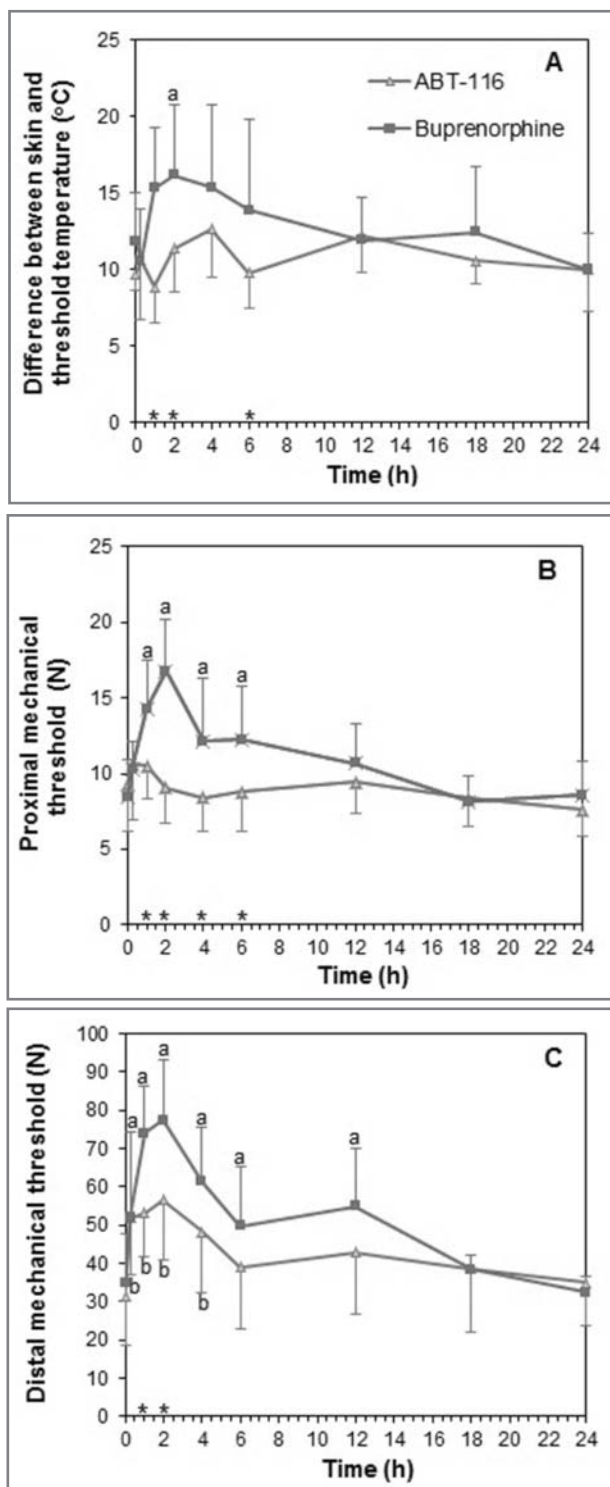 A
Difference between skin and
threshold temperature (°C)
25
20
15
10
5
0
a
ABT-116
Buprenorphine
* * *
0 2 4 6 8 10 12 14 16 18 20 22 24
Time (h)
B
Proximal mechanical
threshold (N)
25
20
15
10
5
0
a
a
a
a
* * * *
0 2 4 6 8 10 12 14 16 18 20 22 24
Time (h)
C
Distal mechanical threshold (N)
100
90
80
70
60
50
40
30
20
10
0
a
a
a
a
a
a
b
b
b
b
* *
0 2 4 6 8 10 12 14 16 18 20 22 24
Time (h)